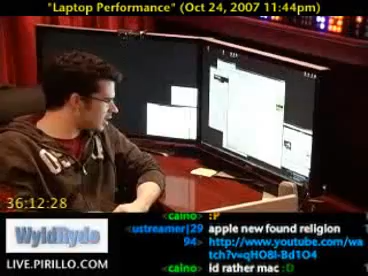 "Laptop Performance" (Oct 24, 2007 11:44pm)
36:12:28
<caino> :P
<ustreamer|29 apple new found religion
94> http://www.youtube.com/wa
tch?v=qHO8l-Bd1O4
<caino> id rather mac :D
WyldRyde
LIVE.PIRILLO.COM